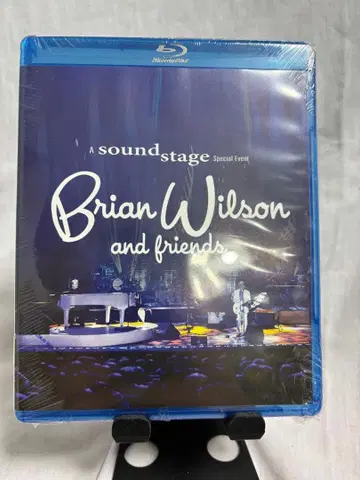 Blu-ray Disc
A soundstage Special Event
Brian Wilson
and friends